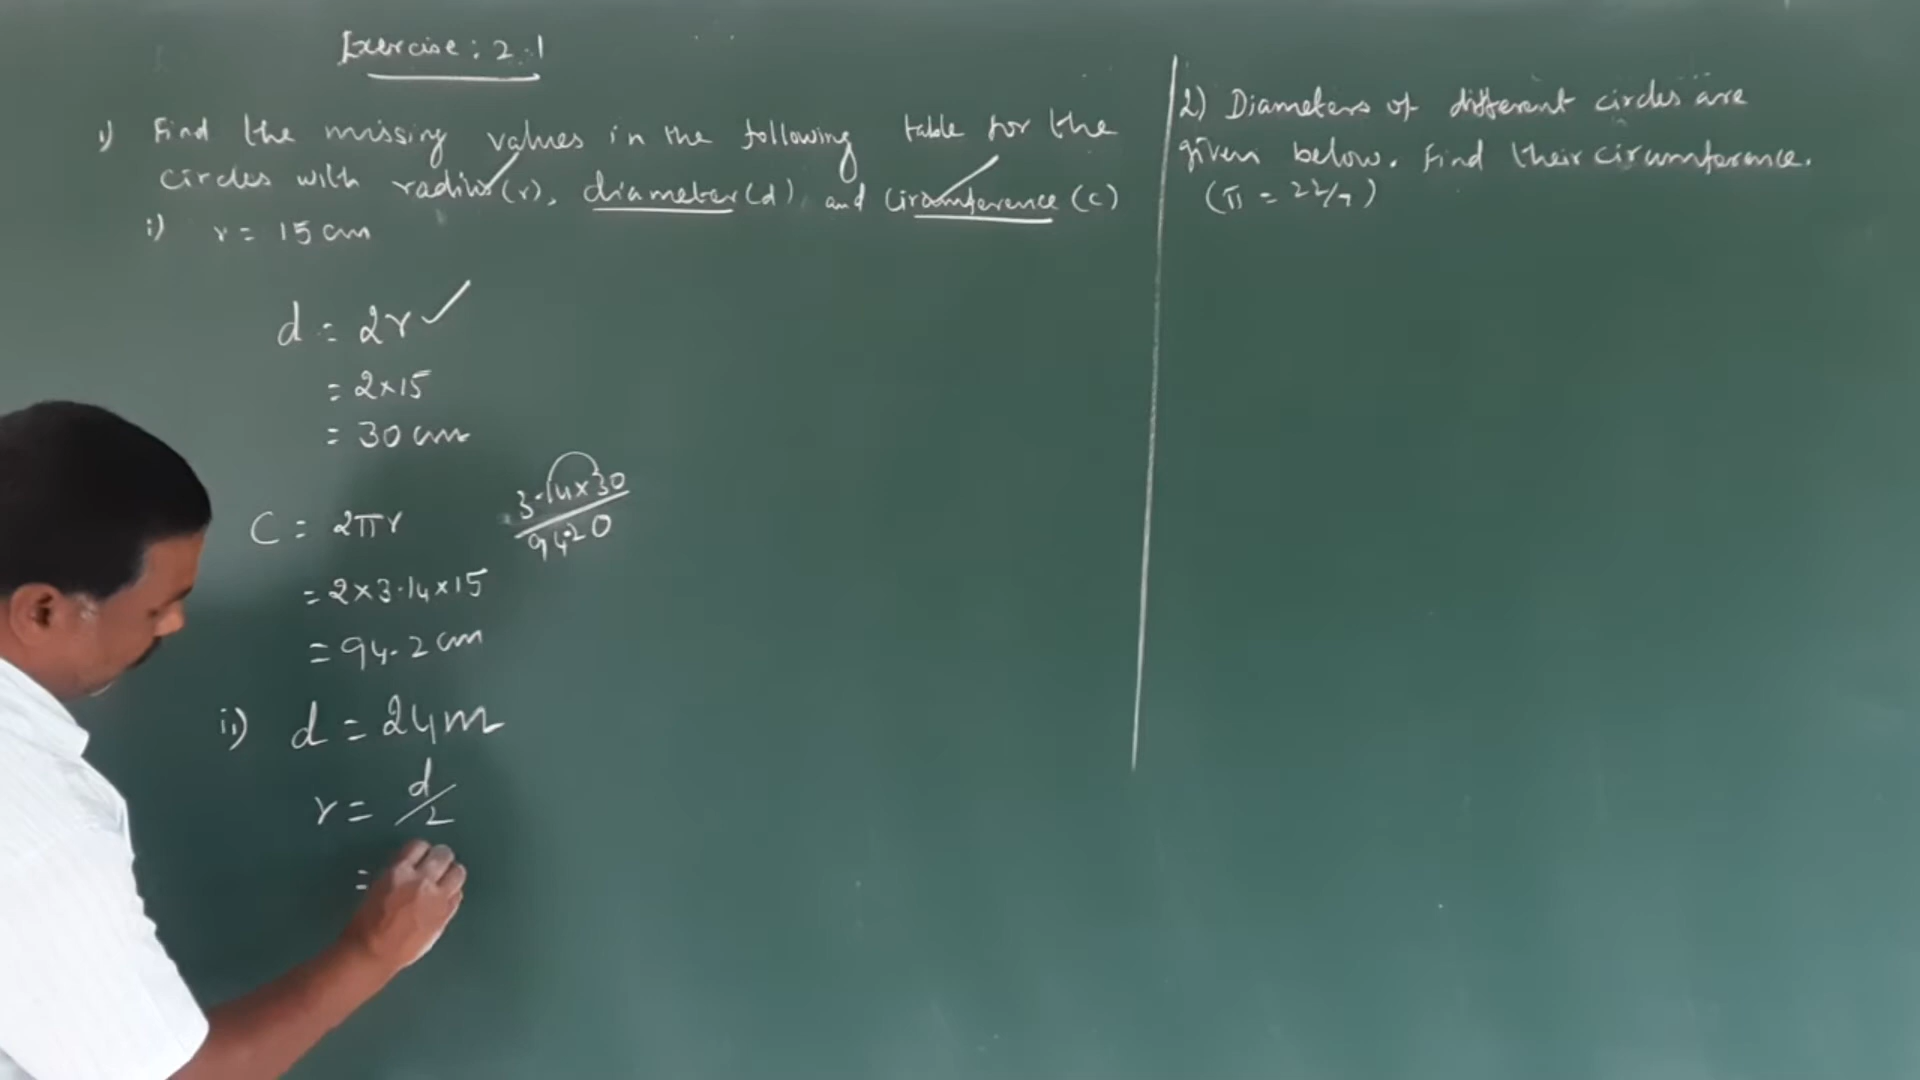 Exercise: 2.1
1) Find the missing values in the following table for the
circles with radius (r), diameter (d) and circumference (c)
i) r = 15 cm
d = 2r ✓
= 2×15
= 30 cm
C = 2πr
= 2×3.14×15
= 94.2 cm
3.14×30
94.20
ii) d = 24m
r = d/2
=
2) Diameters of different circles are
given below. Find their circumference.
(π = 22/7)